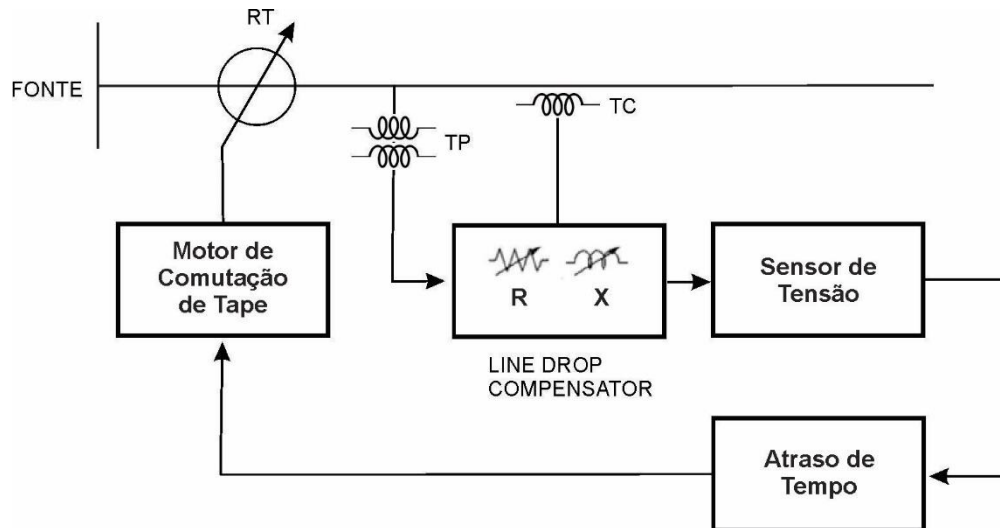 RT
FONTE
TC
TP
Motor de
Comutação
de Tape
R X
Sensor de
Tensão
LINE DROP
COMPENSATOR
Atraso de
Tempo